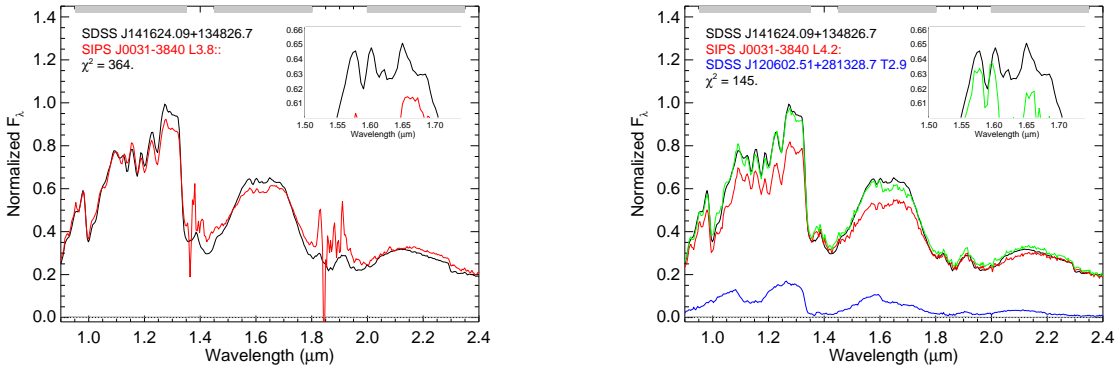 SDSS J141624.09+134826.7
SIPS J0031-3840 L3.8::
χ² = 364.
Normalized Fλ
1.4
1.2
1.0
0.8
0.6
0.4
0.2
0.0
0.66
0.65
0.64
0.63
0.62
0.61
1.50 1.55 1.60 1.65 1.70
Wavelength (μm)
1.0 1.2 1.4 1.6 1.8 2.0 2.2 2.4
Wavelength (μm)
SDSS J141624.09+134826.7
SIPS J0031-3840 L4.2:
SDSS J120602.51+281328.7 T2.9
χ² = 145.
Normalized Fλ
1.4
1.2
1.0
0.8
0.6
0.4
0.2
0.0
0.66
0.65
0.64
0.63
0.62
0.61
1.50 1.55 1.60 1.65 1.70
Wavelength (μm)
1.0 1.2 1.4 1.6 1.8 2.0 2.2 2.4
Wavelength (μm)